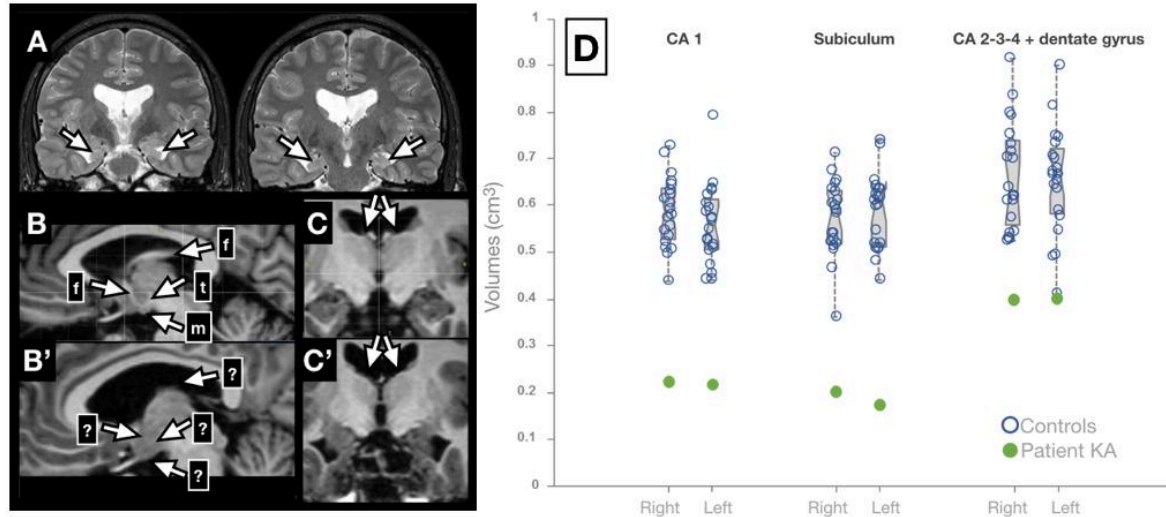 A
B
f
f
t
m
B'
?
?
?
?
C
C'
D
CA 1
Subiculum
CA 2-3-4 + dentate gyrus
Volumes (cm³)
1
0.9
0.8
0.7
0.6
0.5
0.4
0.3
0.2
0.1
0
Controls
Patient KA
Right
Left
Right
Left
Right
Left